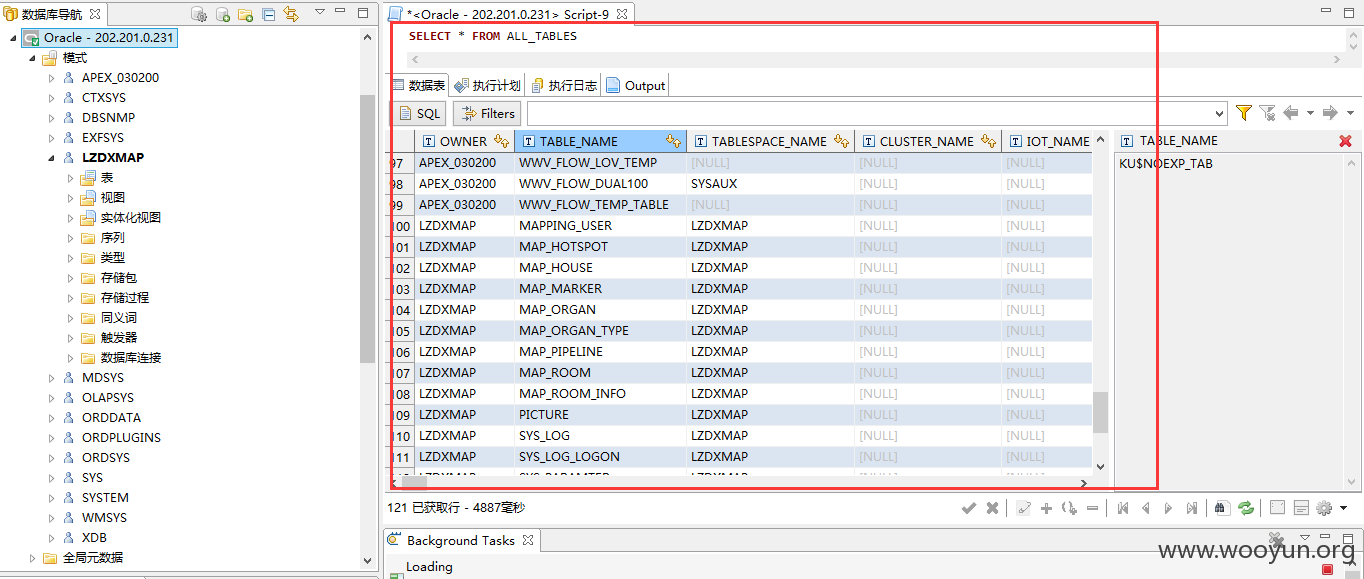 数据库导航
*<Oracle - 202.201.0.231> Script-9
Oracle - 202.201.0.231
模式
APEX_030200
CTXSYS
DBSNMP
EXFSYS
LZDXMAP
表
视图
实体化视图
序列
类型
存储包
存储过程
同义词
触发器
数据库连接
MDSYS
OLAPSYS
ORDDATA
ORDPLUGINS
ORDSYS
SYS
SYSTEM
WMSYS
XDB
全局元数据
SELECT * FROM ALL_TABLES
数据表 执行计划 执行日志 Output
SQL Filters
OWNER TABLE_NAME TABLESPACE_NAME CLUSTER_NAME IOT_NAME
97 APEX_030200 WWV_FLOW_LOV_TEMP [NULL] [NULL] [NULL]
98 APEX_030200 WWV_FLOW_DUAL100 SYSAUX [NULL] [NULL]
99 APEX_030200 WWV_FLOW_TEMP_TABLE [NULL] [NULL] [NULL]
100 LZDXMAP MAPPING_USER LZDXMAP [NULL] [NULL]
101 LZDXMAP MAP_HOTSPOT LZDXMAP [NULL] [NULL]
102 LZDXMAP MAP_HOUSE LZDXMAP [NULL] [NULL]
103 LZDXMAP MAP_MARKER LZDXMAP [NULL] [NULL]
104 LZDXMAP MAP_ORGAN LZDXMAP [NULL] [NULL]
105 LZDXMAP MAP_ORGAN_TYPE LZDXMAP [NULL] [NULL]
106 LZDXMAP MAP_PIPELINE LZDXMAP [NULL] [NULL]
107 LZDXMAP MAP_ROOM LZDXMAP [NULL] [NULL]
108 LZDXMAP MAP_ROOM_INFO LZDXMAP [NULL] [NULL]
109 LZDXMAP PICTURE LZDXMAP [NULL] [NULL]
110 LZDXMAP SYS_LOG LZDXMAP [NULL] [NULL]
111 LZDXMAP SYS_LOG_LOGON LZDXMAP [NULL] [NULL]
TABLE_NAME
KU$NOEXP_TAB
121 已获取行 - 4887毫秒
Background Tasks
Loading
www.wooyun.org